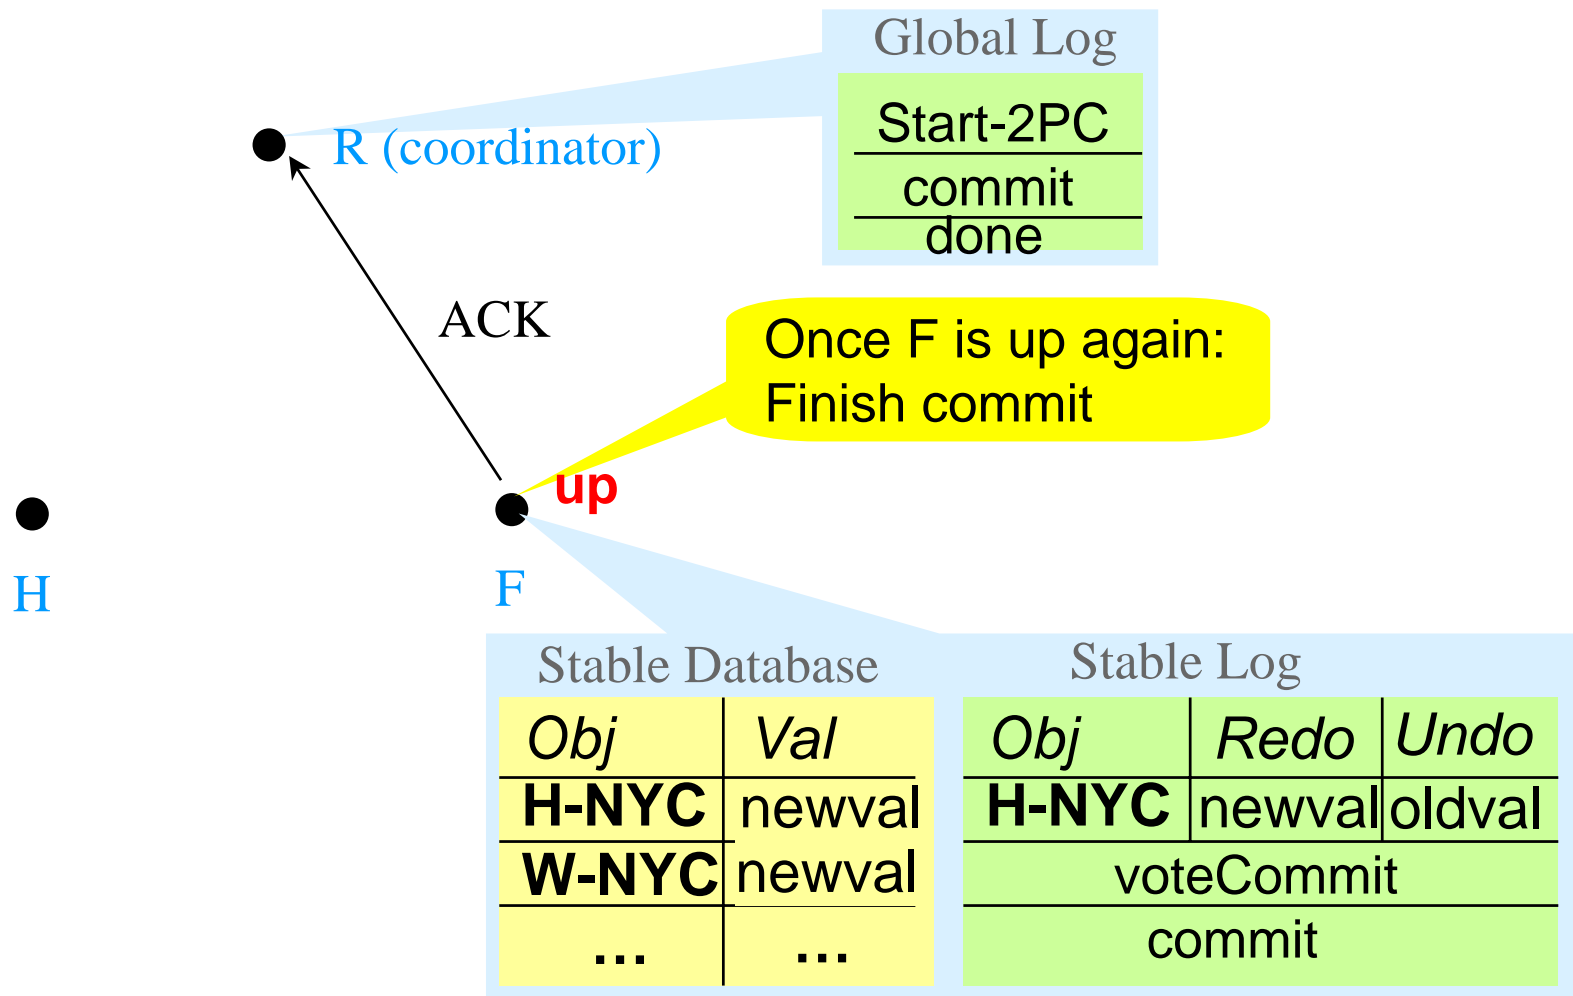 Global Log
Start-2PC
commit
done
R (coordinator)
ACK
Once F is up again:
Finish commit
up
H
F
Stable Database
Obj Val
H-NYC newval
W-NYC newval
... ...
Stable Log
Obj Redo Undo
H-NYC newval oldval
voteCommit
commit